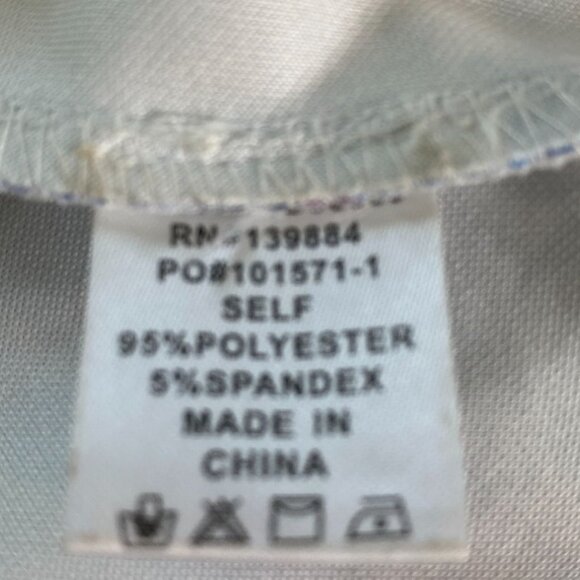 RN 139884
PO#101571-1
SELF
95%POLYESTER
5%SPANDEX
MADE IN
CHINA